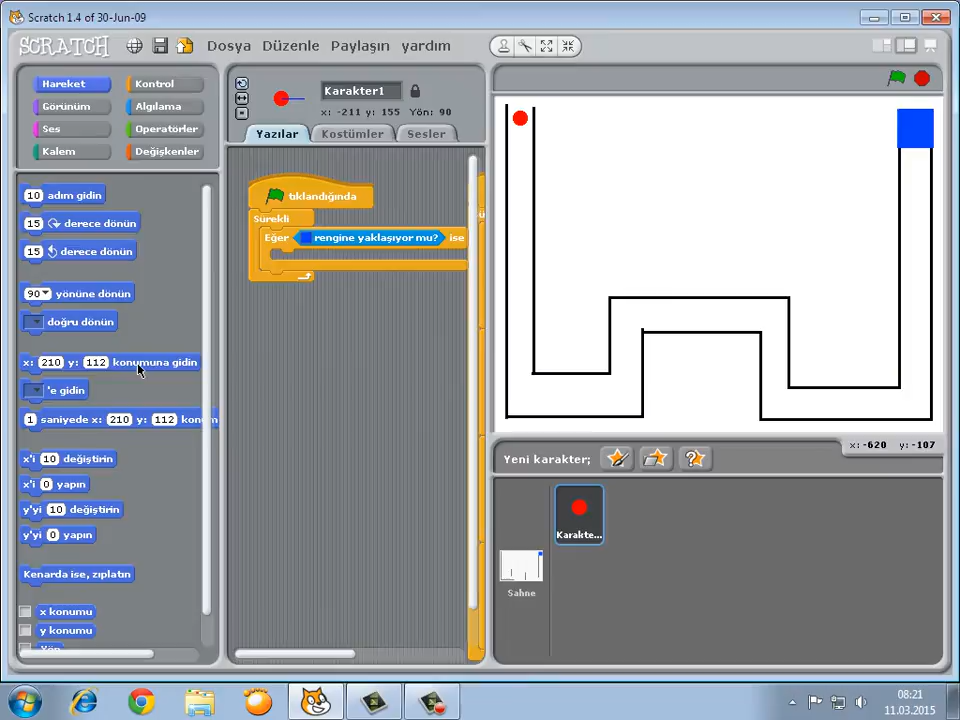 Scratch 1.4 of 30-Jun-09
SCRATCH Dosya Düzenle Paylaşın yardım
Hareket Kontrol
Görünüm Algılama
Ses Operatörler
Kalem Değişkenler
Karakter1
x: -211 y: 155 Yön: 90
Yazılar Kostümler Sesler
10 adım gidin
15 derece dönün
15 derece dönün
90 yönüne dönün
doğru dönün
x: 210 y: 112 konumuna gidin
'e gidin
1 saniyede x: 210 y: 112 konum
x'i 10 değiştirin
x'i 0 yapın
y'yi 10 değiştirin
y'yi 0 yapın
Kenarda ise, zıplatın
x konumu
y konumu
Yön
tıklandığında
Sürekli
Eğer rengine yaklaşıyor mu? ise
x: -620 y: -107
Yeni karakter;
Karakte...
Sahne
08:21
11.03.2015